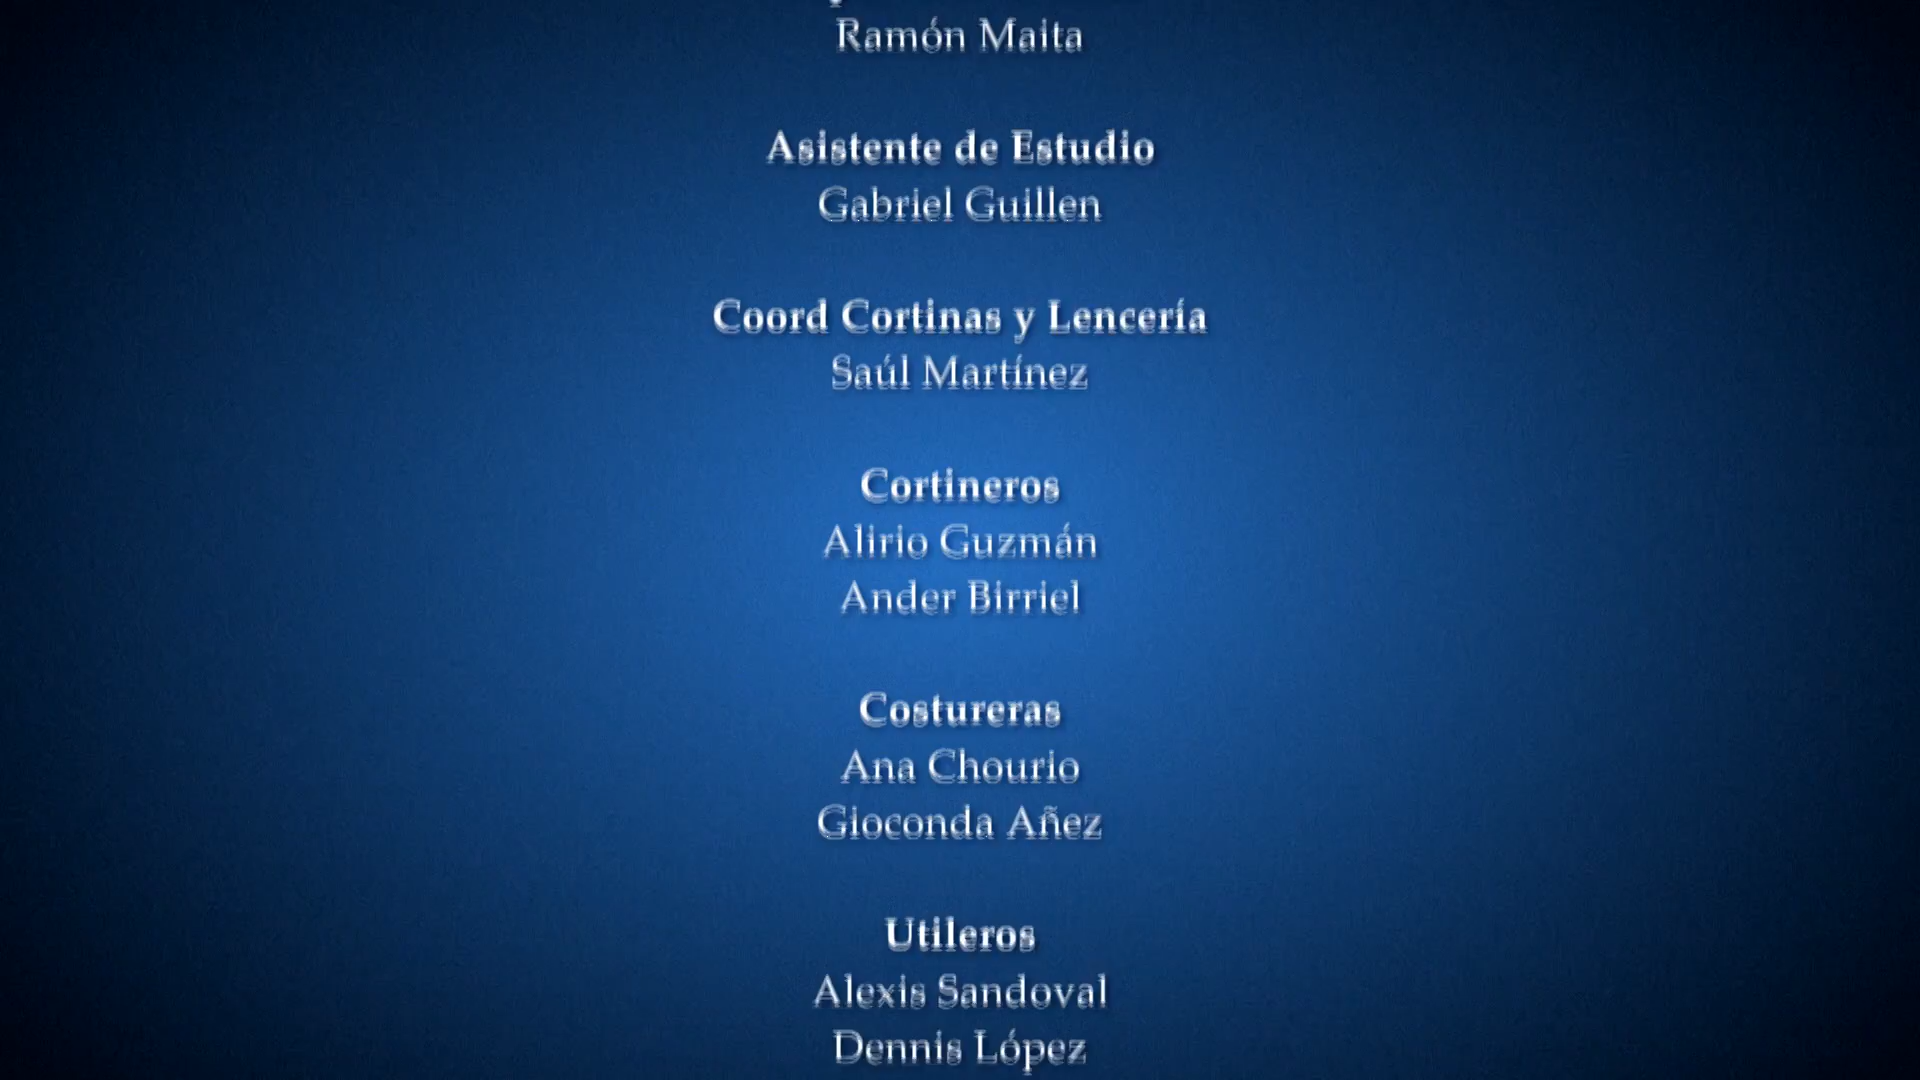 Ramón Maita
Asistente de Estudio
Gabriel Guillen
Coord Cortinas y Lencería
Saúl Martínez
Cortineros
Alirio Guzmán
Ander Birriel
Costureras
Ana Chourio
Gioconda Añez
Utileros
Alexis Sandoval
Dennis López